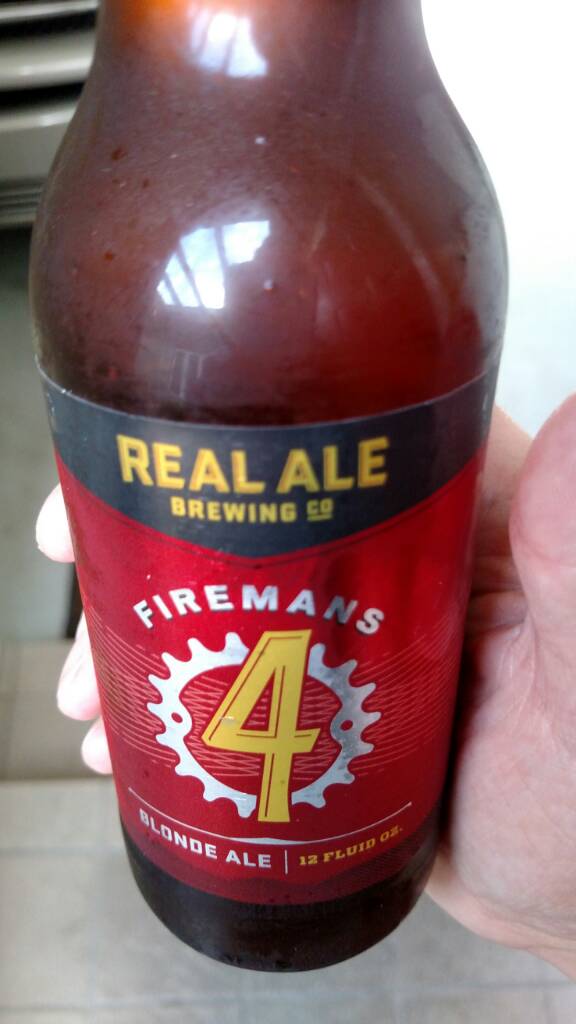 REAL ALE
BREWING CO
FIREMANS
4
BLONDE ALE | 12 FLUID OZ.